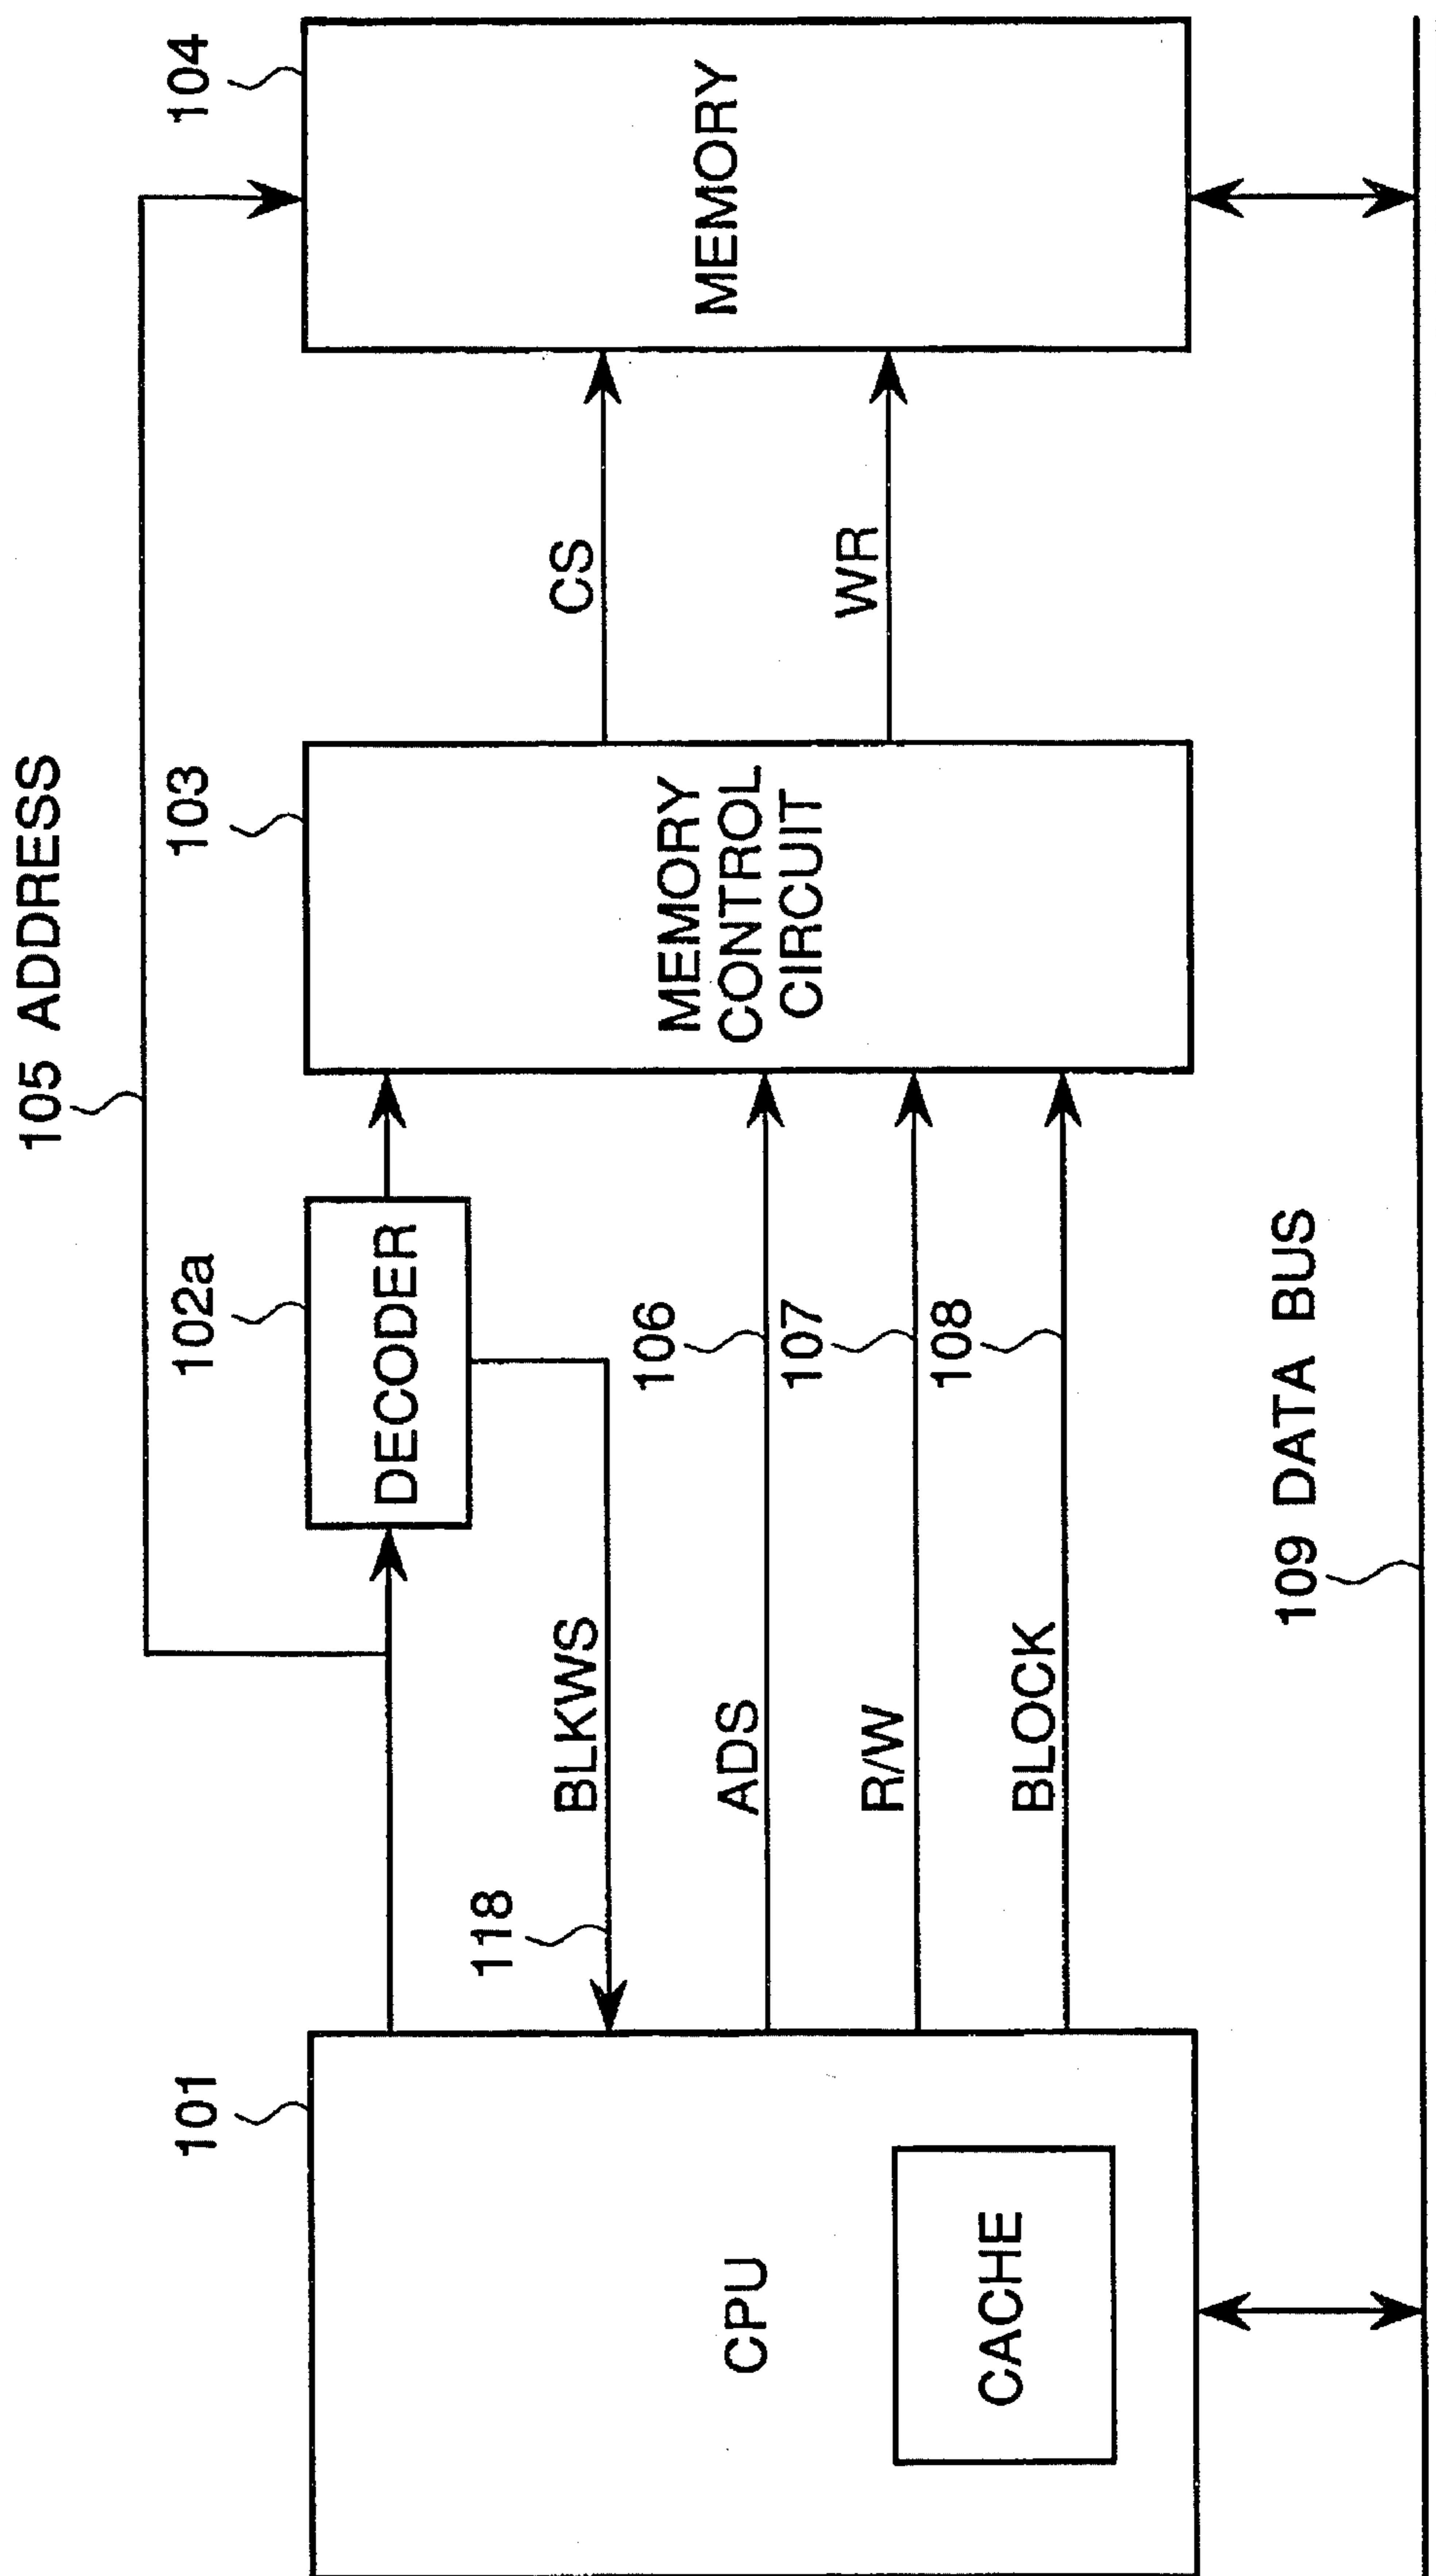 105 ADDRESS
101
102a
103
104
CPU
CACHE
DECODER
MEMORY
CONTROL
CIRCUIT
MEMORY
118
BLKWS
ADS
106
R/W
107
BLOCK
108
CS
WR
109 DATA BUS